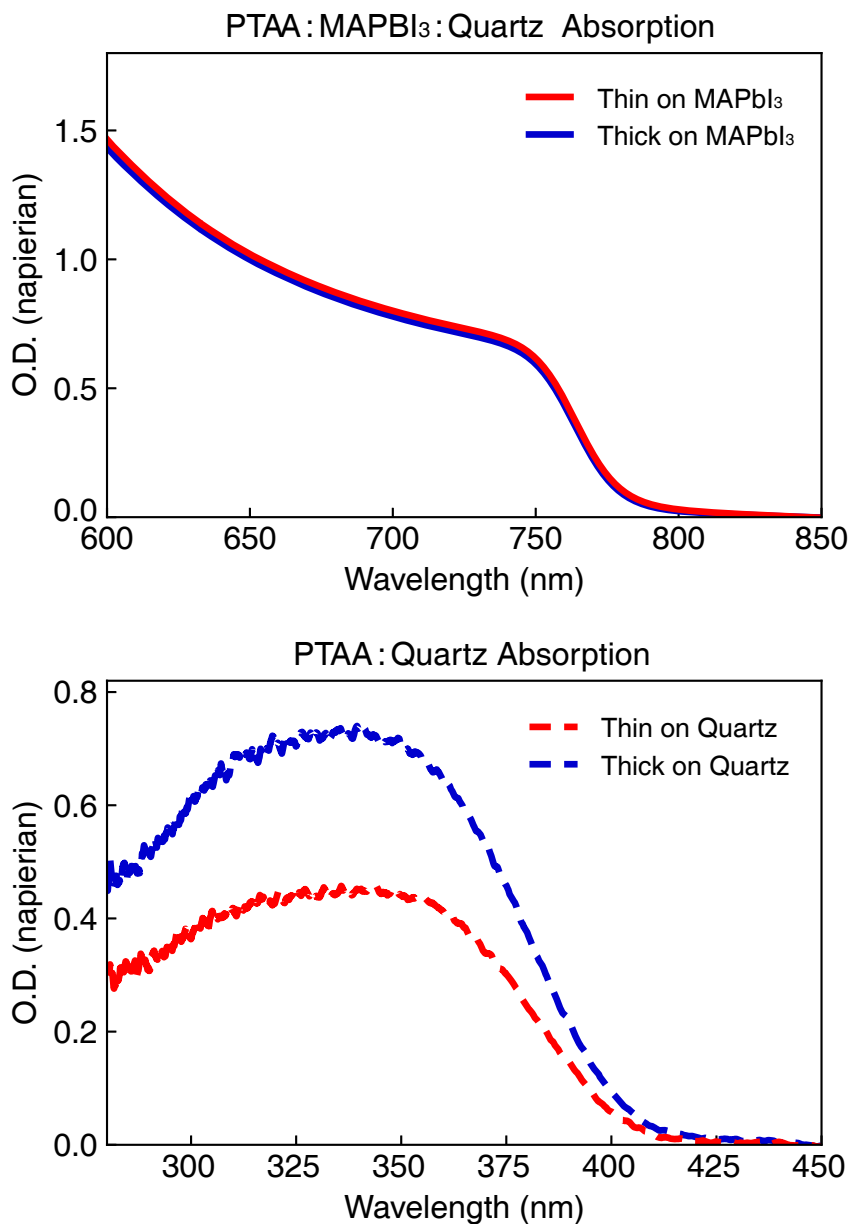 PTAA:MAPBI₃:Quartz Absorption
Thin on MAPbI₃
Thick on MAPbI₃
O.D. (napierian)
1.5
1.0
0.5
0.0
600 650 700 750 800 850
Wavelength (nm)
PTAA:Quartz Absorption
Thin on Quartz
Thick on Quartz
O.D. (napierian)
0.8
0.6
0.4
0.2
0.0
300 325 350 375 400 425 450
Wavelength (nm)